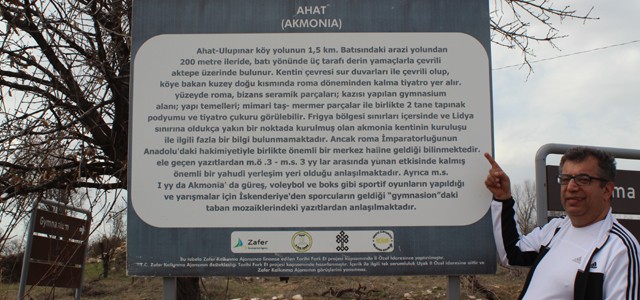 AHAT
(AKMONIA)
Ahat-Ulupınar köy yolunun 1,5 km. Batısındaki arazi yolundan
200 metre ileride, batı yönünde üç tarafı derin yamaçlarla çevrili
aktepe üzerinde bulunur. Kentin çevresi sur duvarları ile çevrili olup,
köye bakan kuzey doğu kısmında roma döneminden kalma tiyatro yer alır.
yüzeyde roma, bizans seramik parçaları; kazısı yapılan gymnasium
alanı; yapı temelleri; mimari taş- mermer parçalar ile birlikte 2 tane tapınak
podyumu ve tiyatro çukuru görülebilir. Frigya bölgesi sınırları içersinde ve Lidya
sınırına oldukça yakın bir noktada kurulmuş olan akmonia kentinin kuruluşu
ile ilgili fazla bir bilgi bulunmamaktadır. Ancak roma İmparatorluğunun
Anadolu'daki hakimiyetiyle birlikte önemli bir merkez haline geldiği bilinmektedir.
ele geçen yazıtlardan m.ö .3 - m.s. 3 yy lar arasında yunan etkisinde kalmış
önemli bir yahudi yerleşim yeri olduğu anlaşılmaktadır. Ayrıca m.s.
I yy da Akmonia' da güreş, voleybol ve boks gibi sportif oyunların yapıldığı
ve yarışmalar için İskenderiye'den sporcuların geldiği "gymnasion"daki
taban mozaiklerindeki yazıtlardan anlaşılmaktadır.
Zafer
Gymnasium